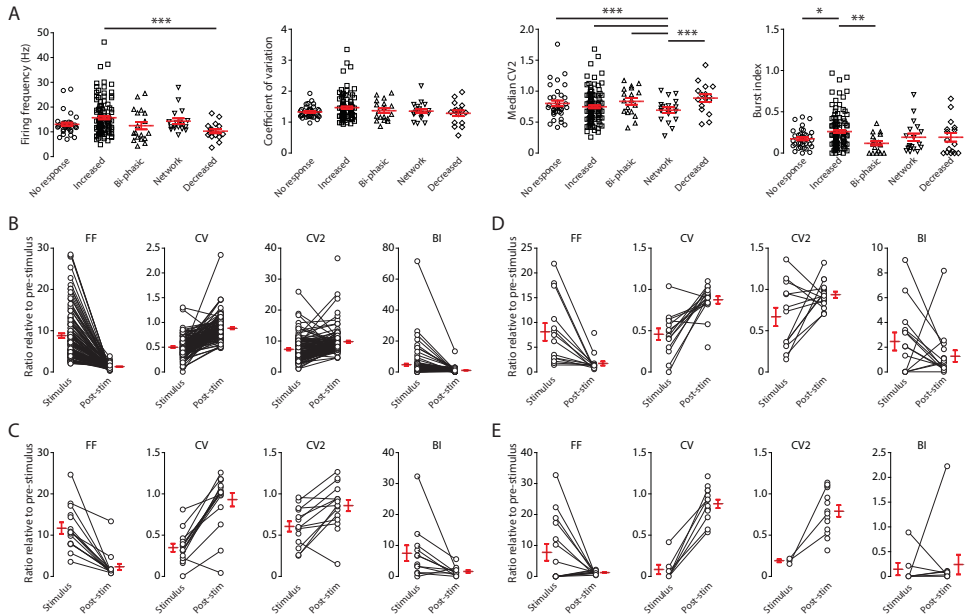 A
***
Firing frequency (Hz)
50
40
30
20
10
0
No response
Increased
Bi-phasic
Network
Decreased
Coefficient of variation
4
3
2
1
0
No response
Increased
Bi-phasic
Network
Decreased
***
***
Median CV2
2.0
1.5
1.0
0.5
0.0
No response
Increased
Bi-phasic
Network
Decreased
*
**
Burst index
1.5
1.0
0.5
0.0
No response
Increased
Bi-phasic
Network
Decreased
B
Ratio relative to pre-stimulus
FF
30
20
10
0
Stimulus
Post-stim
CV
2.5
2.0
1.5
1.0
0.5
0.0
Stimulus
Post-stim
CV2
40
30
20
10
0
Stimulus
Post-stim
BI
80
60
40
20
0
Stimulus
Post-stim
D
Ratio relative to pre-stimulus
FF
25
20
15
10
5
0
Stimulus
Post-stim
CV
1.5
1.0
0.5
0.0
Stimulus
Post-stim
CV2
1.5
1.0
0.5
0.0
Stimulus
Post-stim
BI
10
8
6
4
2
0
Stimulus
Post-stim
C
Ratio relative to pre-stimulus
FF
30
20
10
0
Stimulus
Post-stim
CV
1.5
1.0
0.5
0.0
Stimulus
Post-stim
CV2
1.5
1.0
0.5
0.0
Stimulus
Post-stim
BI
40
30
20
10
0
Stimulus
Post-stim
E
Ratio relative to pre-stimulus
FF
40
30
20
10
0
Stimulus
Post-stim
CV
1.5
1.0
0.5
0.0
Stimulus
Post-stim
CV2
1.5
1.0
0.5
0.0
Stimulus
Post-stim
BI
2.5
2.0
1.5
1.0
0.5
0.0
Stimulus
Post-stim